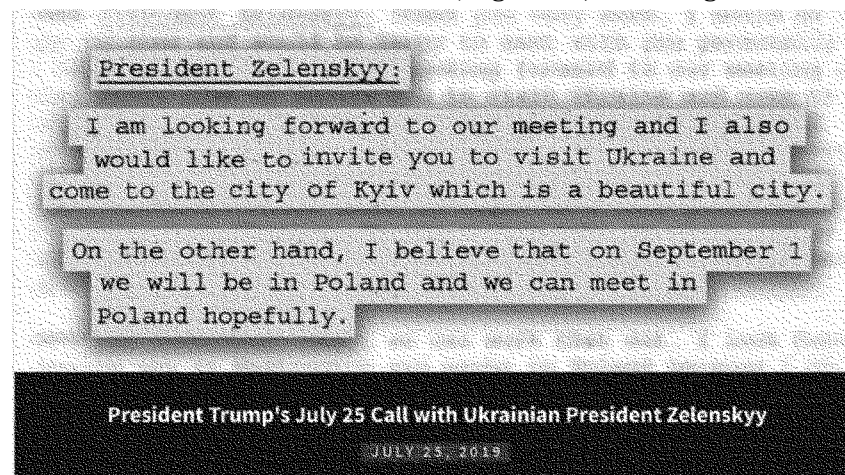 President Zelenskyy:
I am looking forward to our meeting and I also
would like to invite you to visit Ukraine and
come to the city of Kyiv which is a beautiful city.
On the other hand, I believe that on September 1
we will be in Poland and we can meet in
Poland hopefully.
President Trump's July 25 Call with Ukrainian President Zelenskyy
JULY 25, 2019